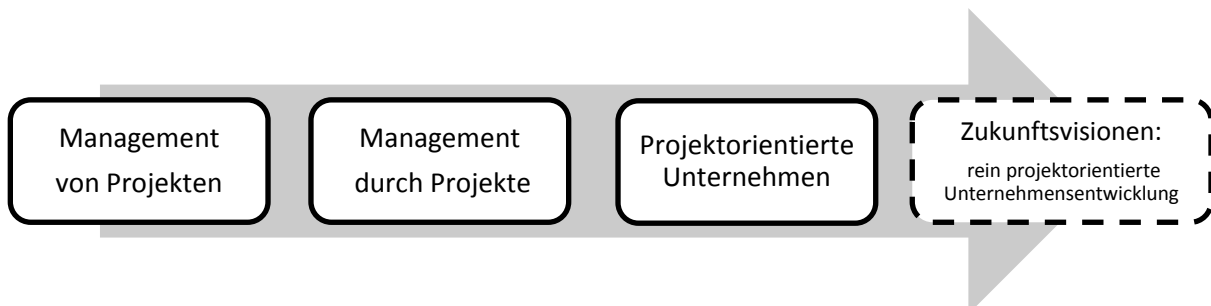 Management
von Projekten
Management
durch Projekte
Projektorientierte
Unternehmen
Zukunftsvisionen:
rein projektorientierte
Unternehmensentwicklung